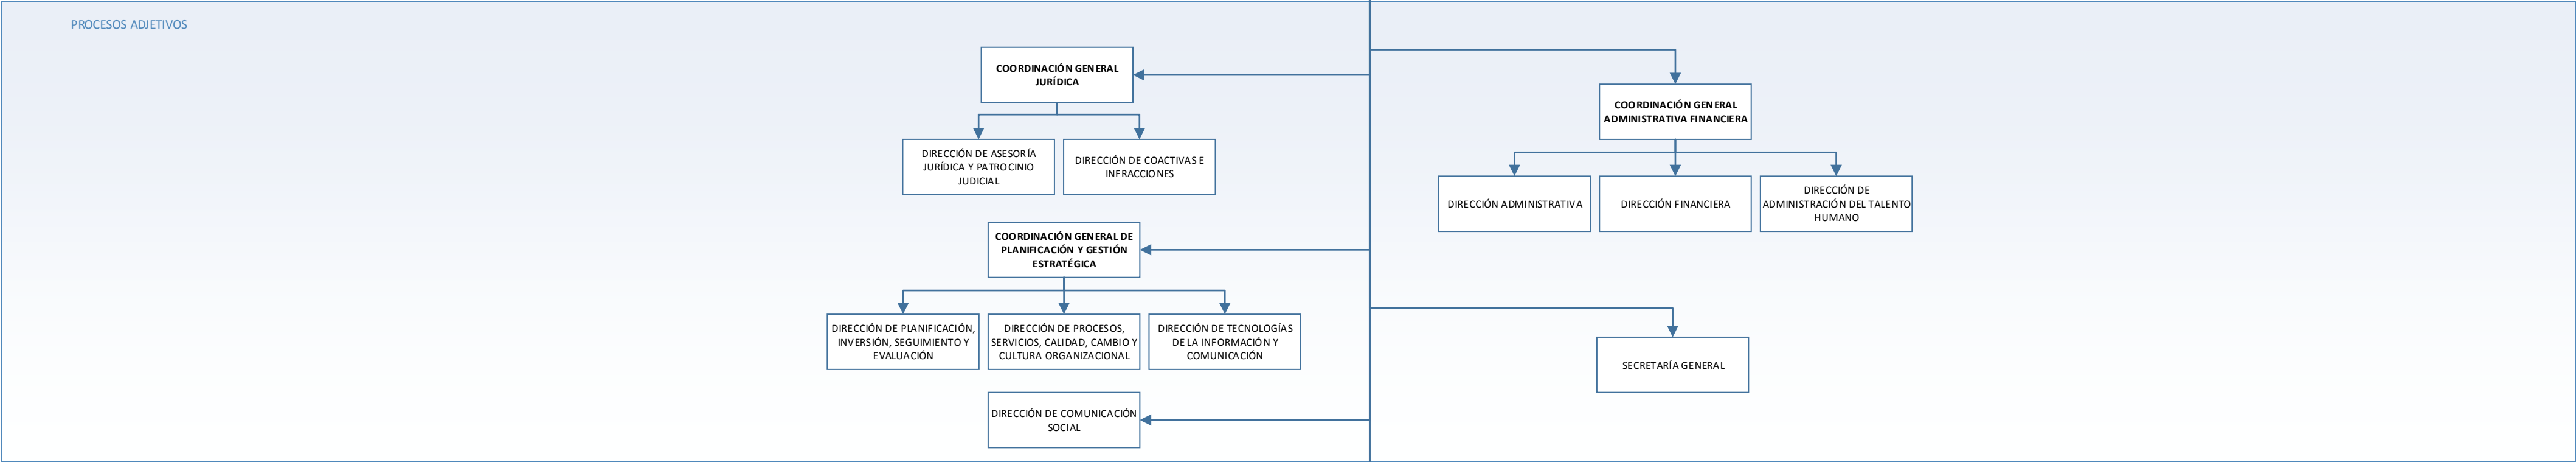 PROCESOS ADJETIVOS
COORDINACIÓN GENERAL
JURÍDICA
DIRECCIÓN DE ASESORÍA
JURÍDICA Y PATROCINIO
JUDICIAL
DIRECCIÓN DE COACTIVAS E
INFRACCIONES
COORDINACIÓN GENERAL
ADMINISTRATIVA FINANCIERA
DIRECCIÓN ADMINISTRATIVA
DIRECCIÓN FINANCIERA
DIRECCIÓN DE
ADMINISTRACIÓN DEL TALENTO
HUMANO
COORDINACIÓN GENERAL DE
PLANIFICACIÓN Y GESTIÓN
ESTRATÉGICA
DIRECCIÓN DE PLANIFICACIÓN,
INVERSIÓN, SEGUIMIENTO Y
EVALUACIÓN
DIRECCIÓN DE PROCESOS,
SERVICIOS, CALIDAD, CAMBIO Y
CULTURA ORGANIZACIONAL
DIRECCIÓN DE TECNOLOGÍAS
DE LA INFORMACIÓN Y
COMUNICACIÓN
SECRETARÍA GENERAL
DIRECCIÓN DE COMUNICACIÓN
SOCIAL